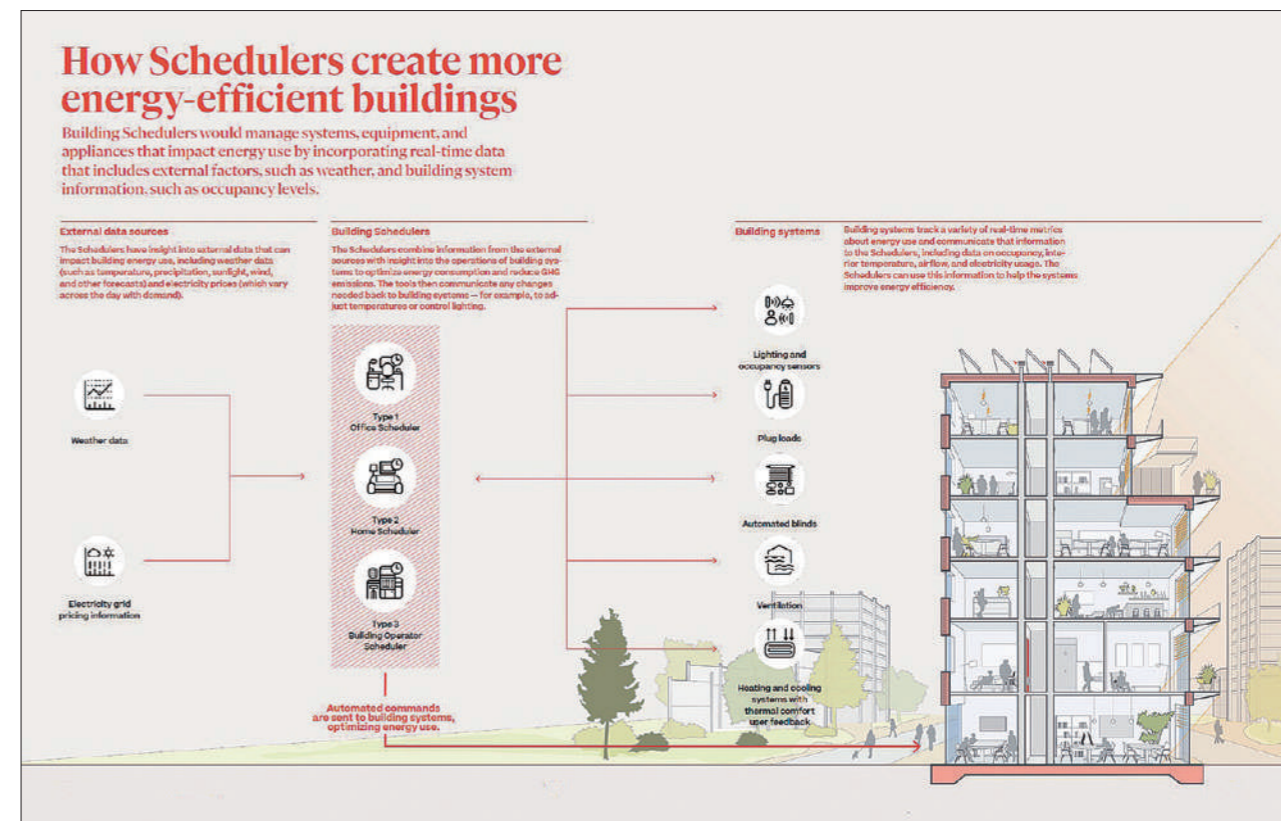 How Schedulers create more
energy-efficient buildings
Building Schedulers would manage systems, equipment, and
appliances that impact energy use by incorporating real-time data
that includes external factors, such as weather, and building system
information, such as occupancy levels.
External data sources
The Schedulers have insight into external data that can
impact building energy use, including weather data
(such as temperature, precipitation, sunlight, wind,
and other forecasts) and electricity prices (which vary
across the day with demand).
Building Schedulers
The Schedulers combine information from the external
sources with insight into the operations of building sys-
tems to optimize energy consumption and reduce GHG
emissions. The tools then communicate any changes
needed back to building systems — for example, to ad-
just temperatures or control lighting.
Building systems
Building systems track a variety of real-time metrics
about energy use and communicate that information
to the Schedulers, including data on occupancy, inte-
rior temperature, airflow, and electricity usage. The
Schedulers can use this information to help the systems
improve energy efficiency.
Weather data
Electricity grid
pricing information
Type 1
Office Scheduler
Type 2
Home Scheduler
Type 3
Building Operator
Scheduler
Automated commands
are sent to building systems,
optimizing energy use.
Lighting and
occupancy sensors
Plug loads
Automated blinds
Ventilation
Heating and cooling
systems with
thermal comfort
user feedback